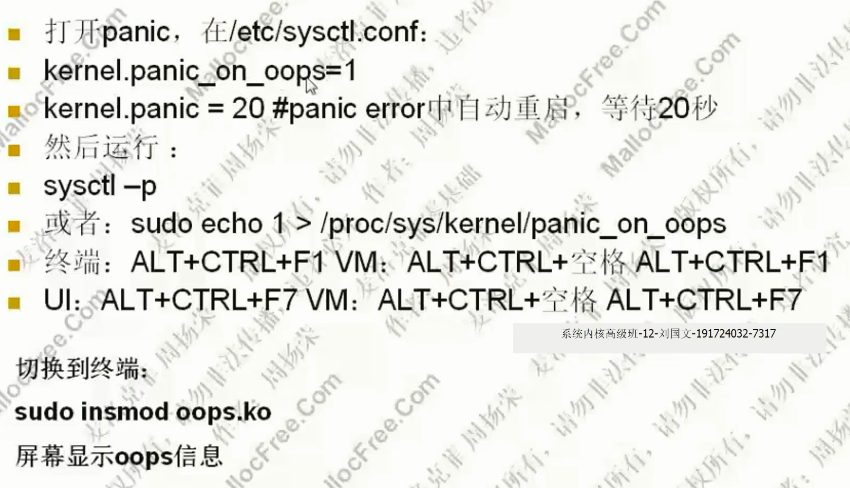 打开panic，在/etc/sysctl.conf：
kernel.panic_on_oops=1
kernel.panic = 20 #panic error中自动重启，等待20秒
然后运行：
sysctl –p
或者：sudo echo 1 > /proc/sys/kernel/panic_on_oops
终端：ALT+CTRL+F1 VM：ALT+CTRL+空格 ALT+CTRL+F1
UI：ALT+CTRL+F7 VM：ALT+CTRL+空格 ALT+CTRL+F7
系统内核高级班-12-刘国文-191724032-7317
切换到终端：
sudo insmod oops.ko
屏幕显示oops信息